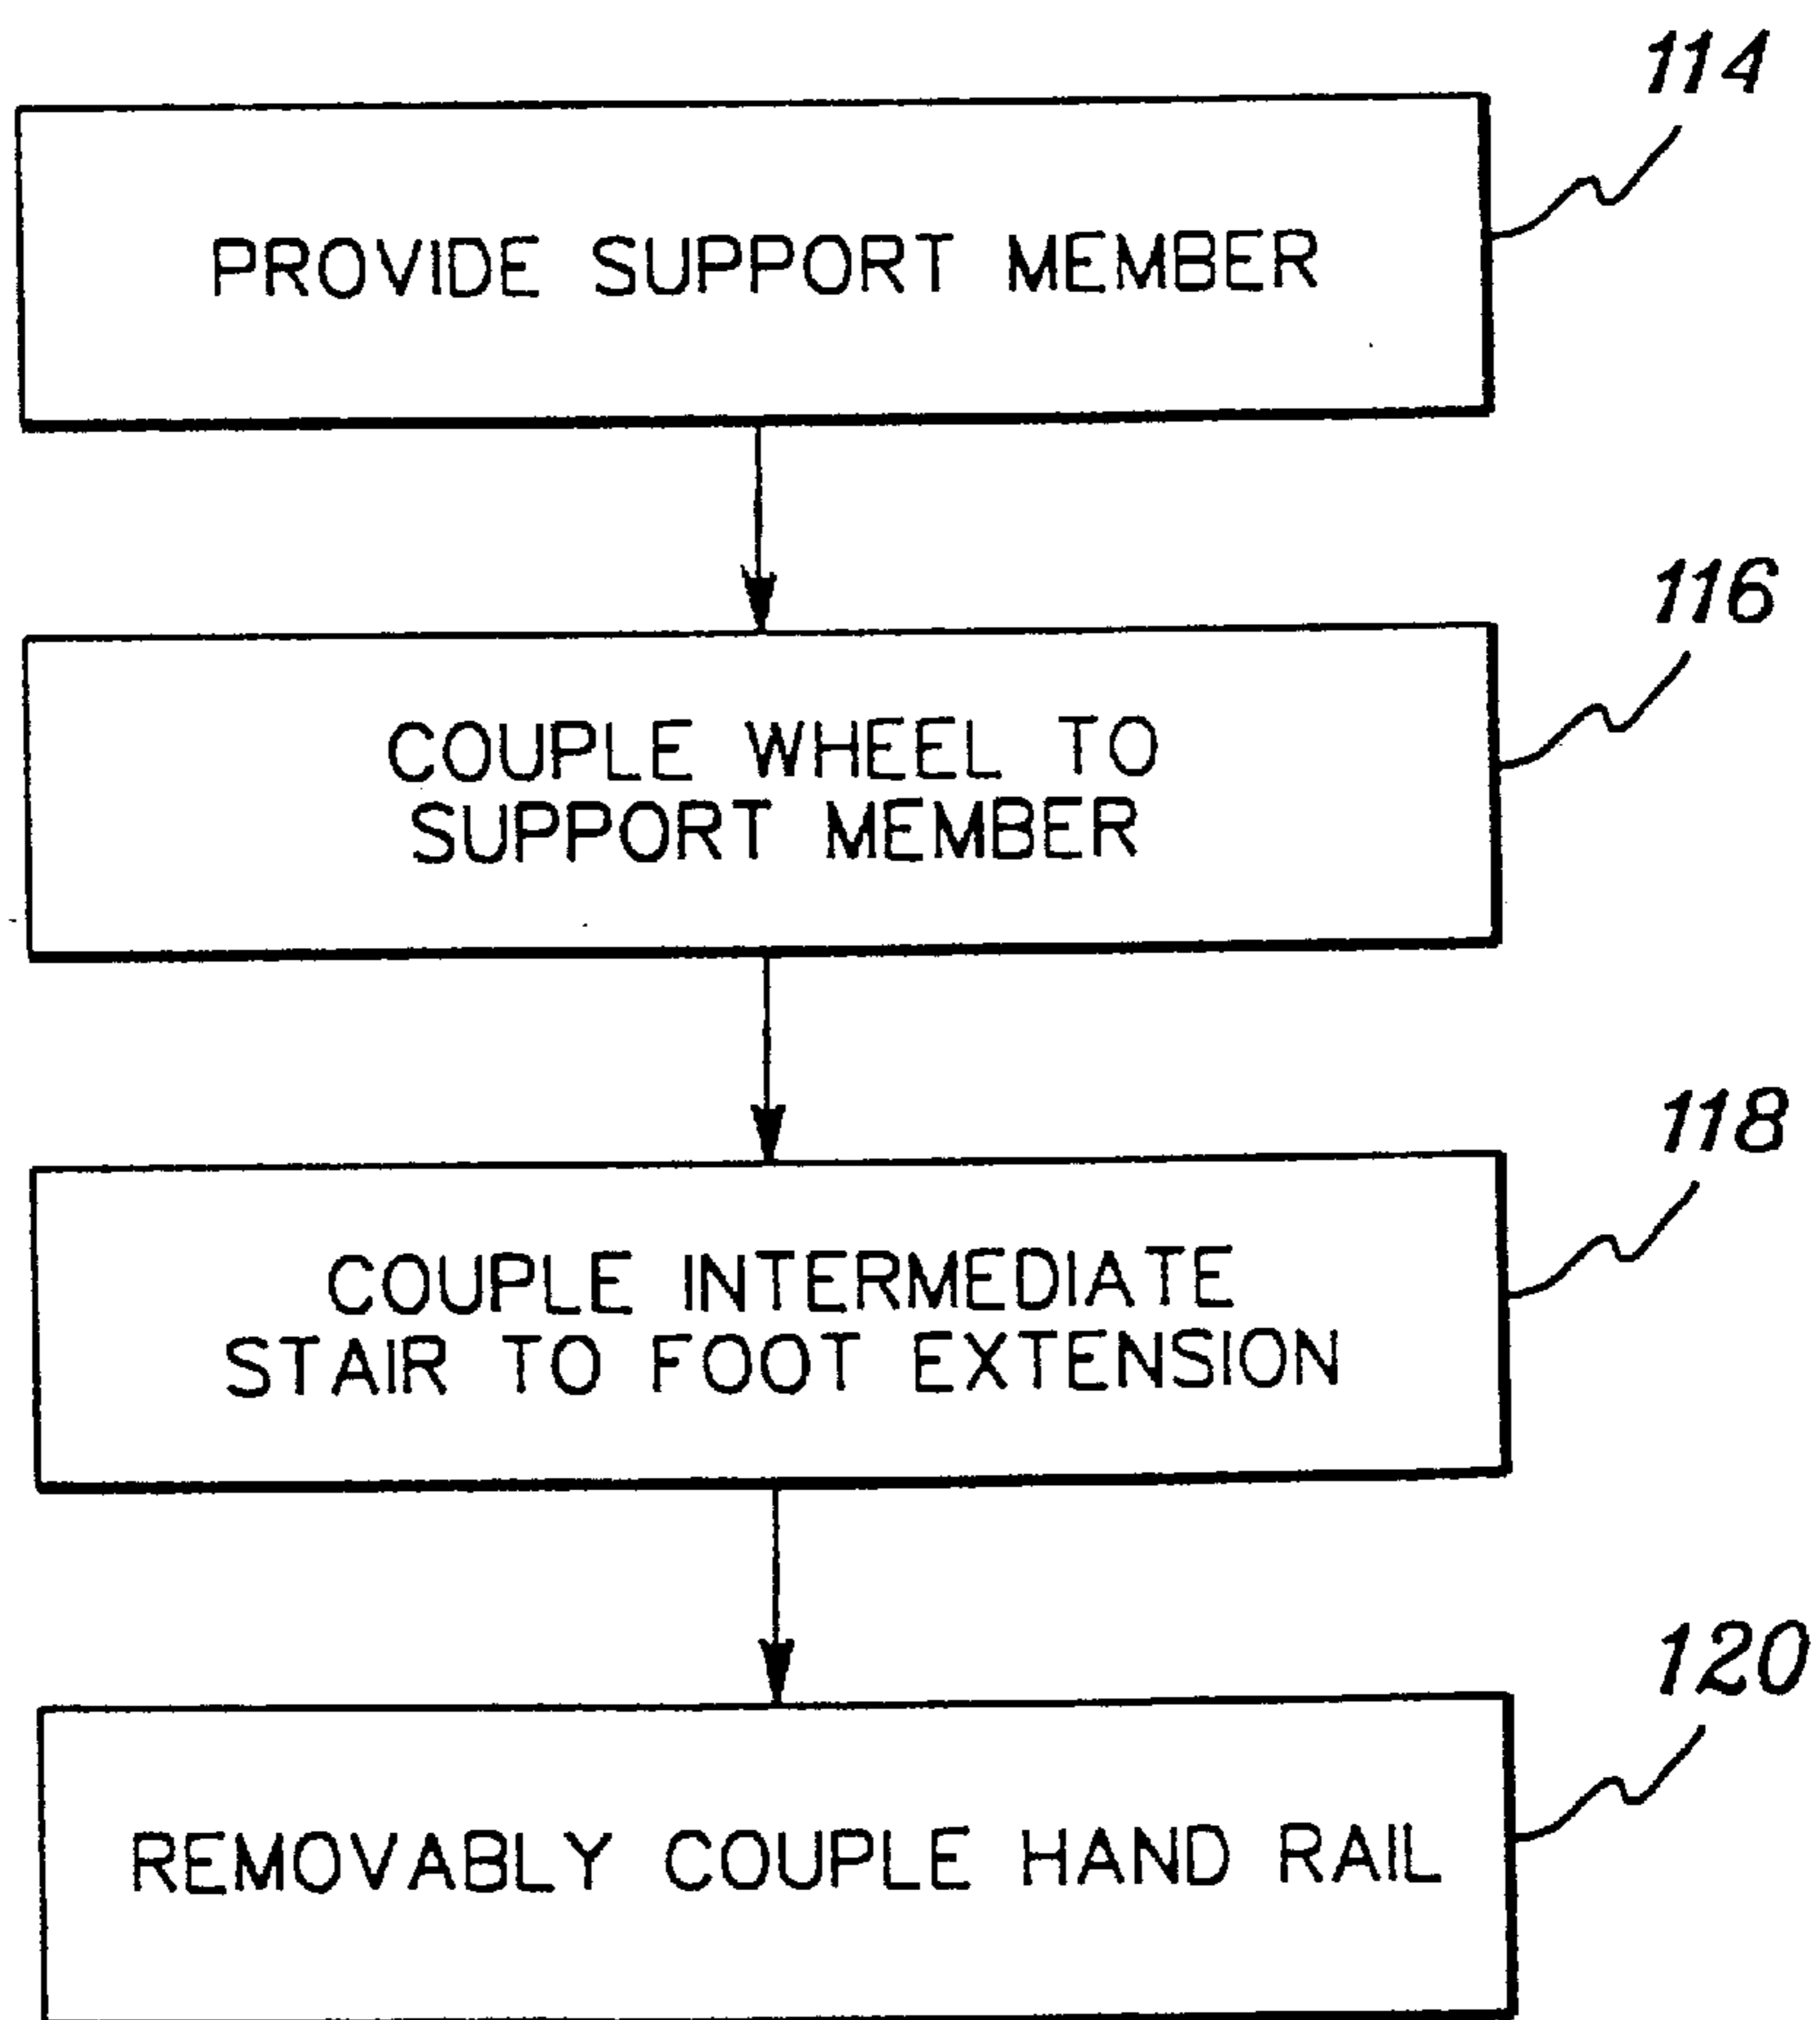 114
PROVIDE SUPPORT MEMBER
116
COUPLE WHEEL TO
SUPPORT MEMBER
118
COUPLE INTERMEDIATE
STAIR TO FOOT EXTENSION
120
REMOVABLY COUPLE HAND RAIL